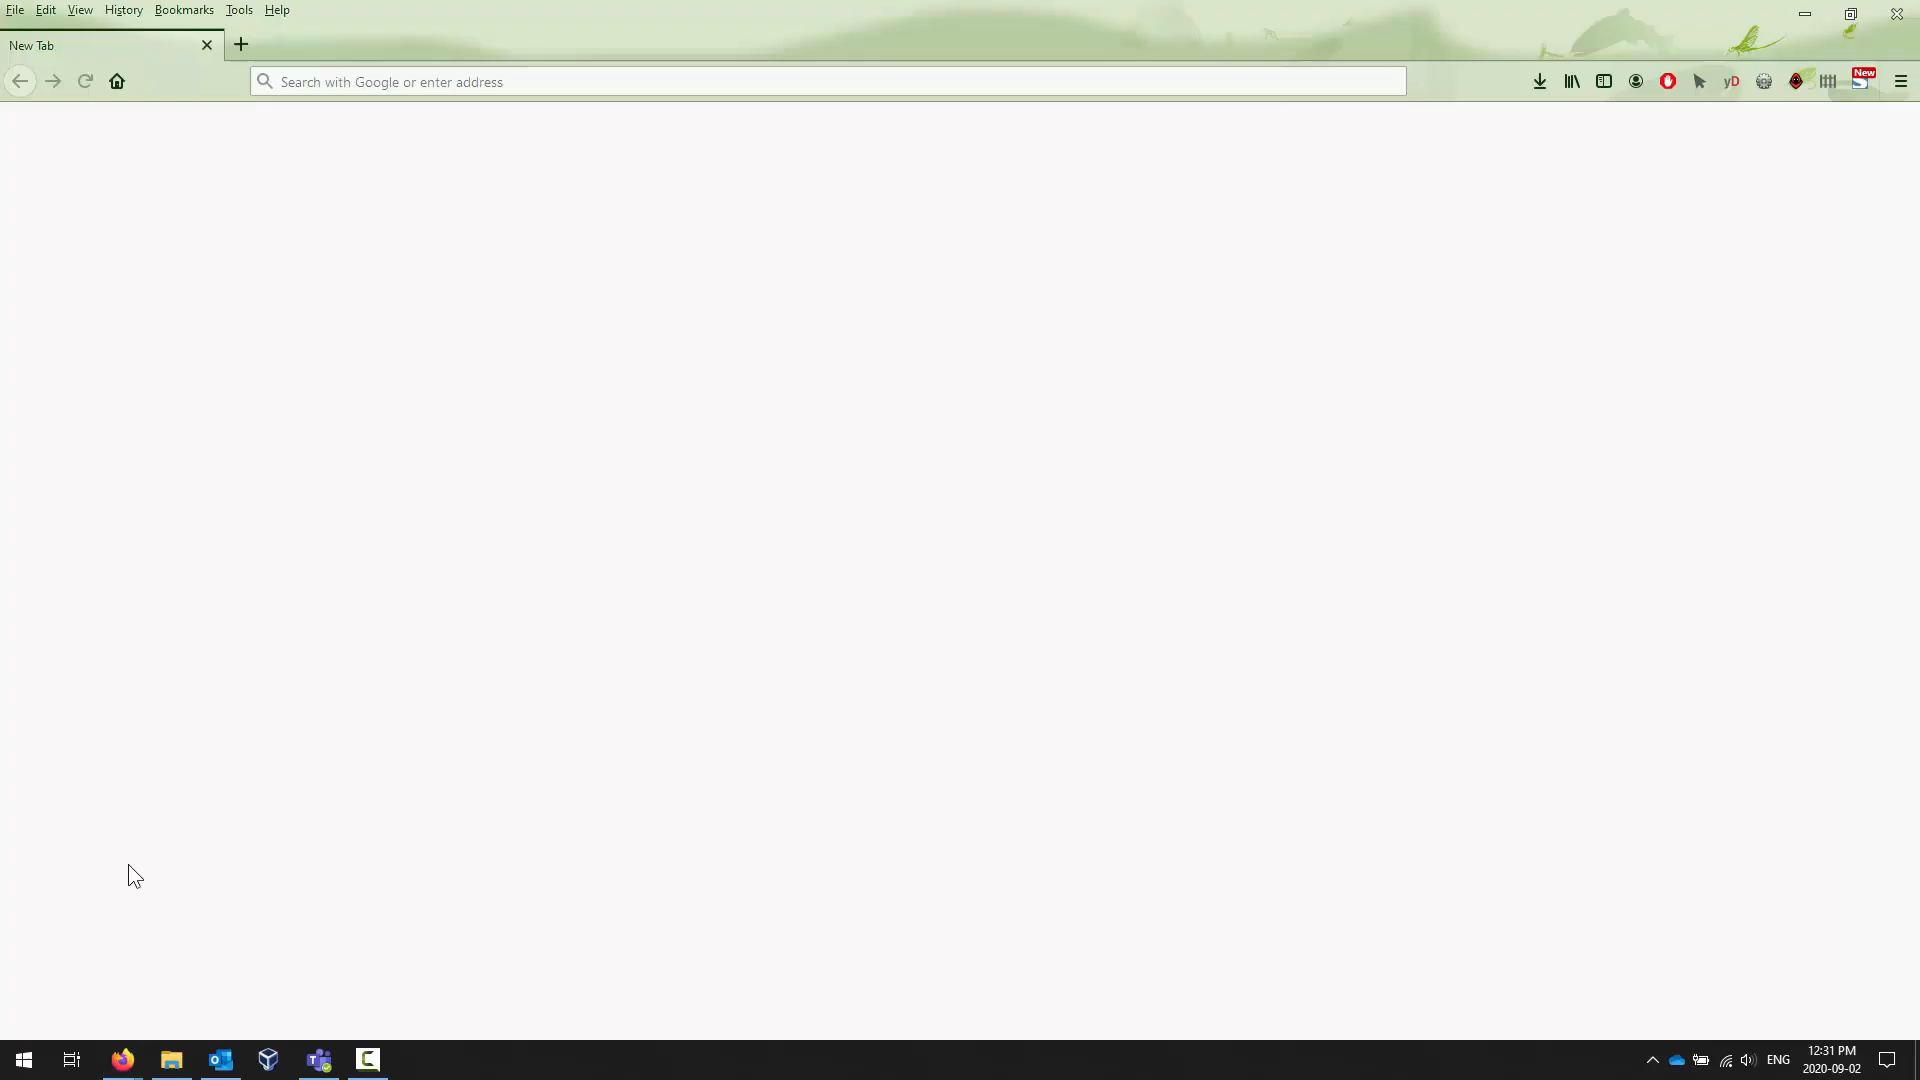 File Edit View History Bookmarks Tools Help
New Tab
Search with Google or enter address
yD
New
ENG
12:31 PM
2020-09-02